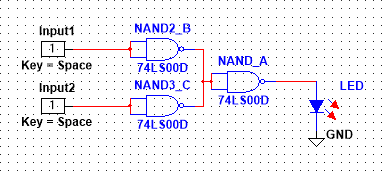 Input1
NAND2_B
1
Key = Space
74LS00D
NAND_A
LED
Input2
NAND3_C
74LS00D
1
Key = Space
74LS00D
GND